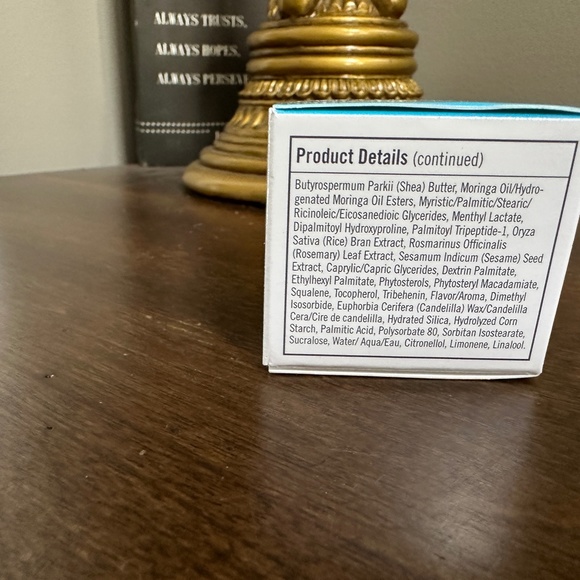 ALWAYS TRUSTS,
ALWAYS HOPES,
ALWAYS
Product Details (continued)
Butyrospermum Parkii (Shea) Butter, Moringa Oil/Hydro-
genated Moringa Oil Esters, Myristic/Palmitic/Stearic/
Ricinoleic/Eicosanedioic Glycerides, Menthyl Lactate,
Dipalmitoyl Hydroxyproline, Palmitoyl Tripeptide-1, Oryza
Sativa (Rice) Bran Extract, Rosmarinus Officinalis
(Rosemary) Leaf Extract, Sesamum Indicum (Sesame) Seed
Extract, Caprylic/Capric Glycerides, Dextrin Palmitate,
Ethylhexyl Palmitate, Phytosterols, Phytosteryl Macadamiate,
Squalene, Tocopherol, Tribehenin, Flavor/Aroma, Dimethyl
Isosorbide, Euphorbia Cerifera (Candelilla) Wax/Candelilla
Cera/Cire de candelilla, Hydrated Silica, Hydrolyzed Corn
Starch, Palmitic Acid, Polysorbate 80, Sorbitan Isostearate,
Sucralose, Water/ Aqua/Eau, Citronellol, Limonene, Linalool.